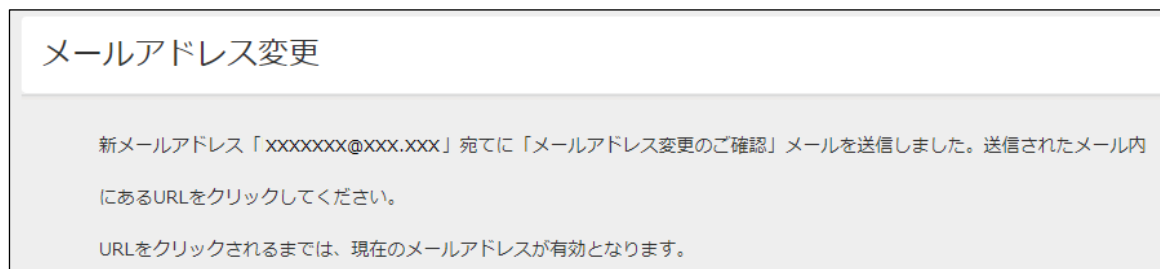 メールアドレス変更
新メールアドレス「 XXXXXXX@XXX.XXX 」宛てに「メールアドレス変更のご確認」メールを送信しました。送信されたメール内
にあるURLをクリックしてください。
URLをクリックされるまでは、現在のメールアドレスが有効となります。